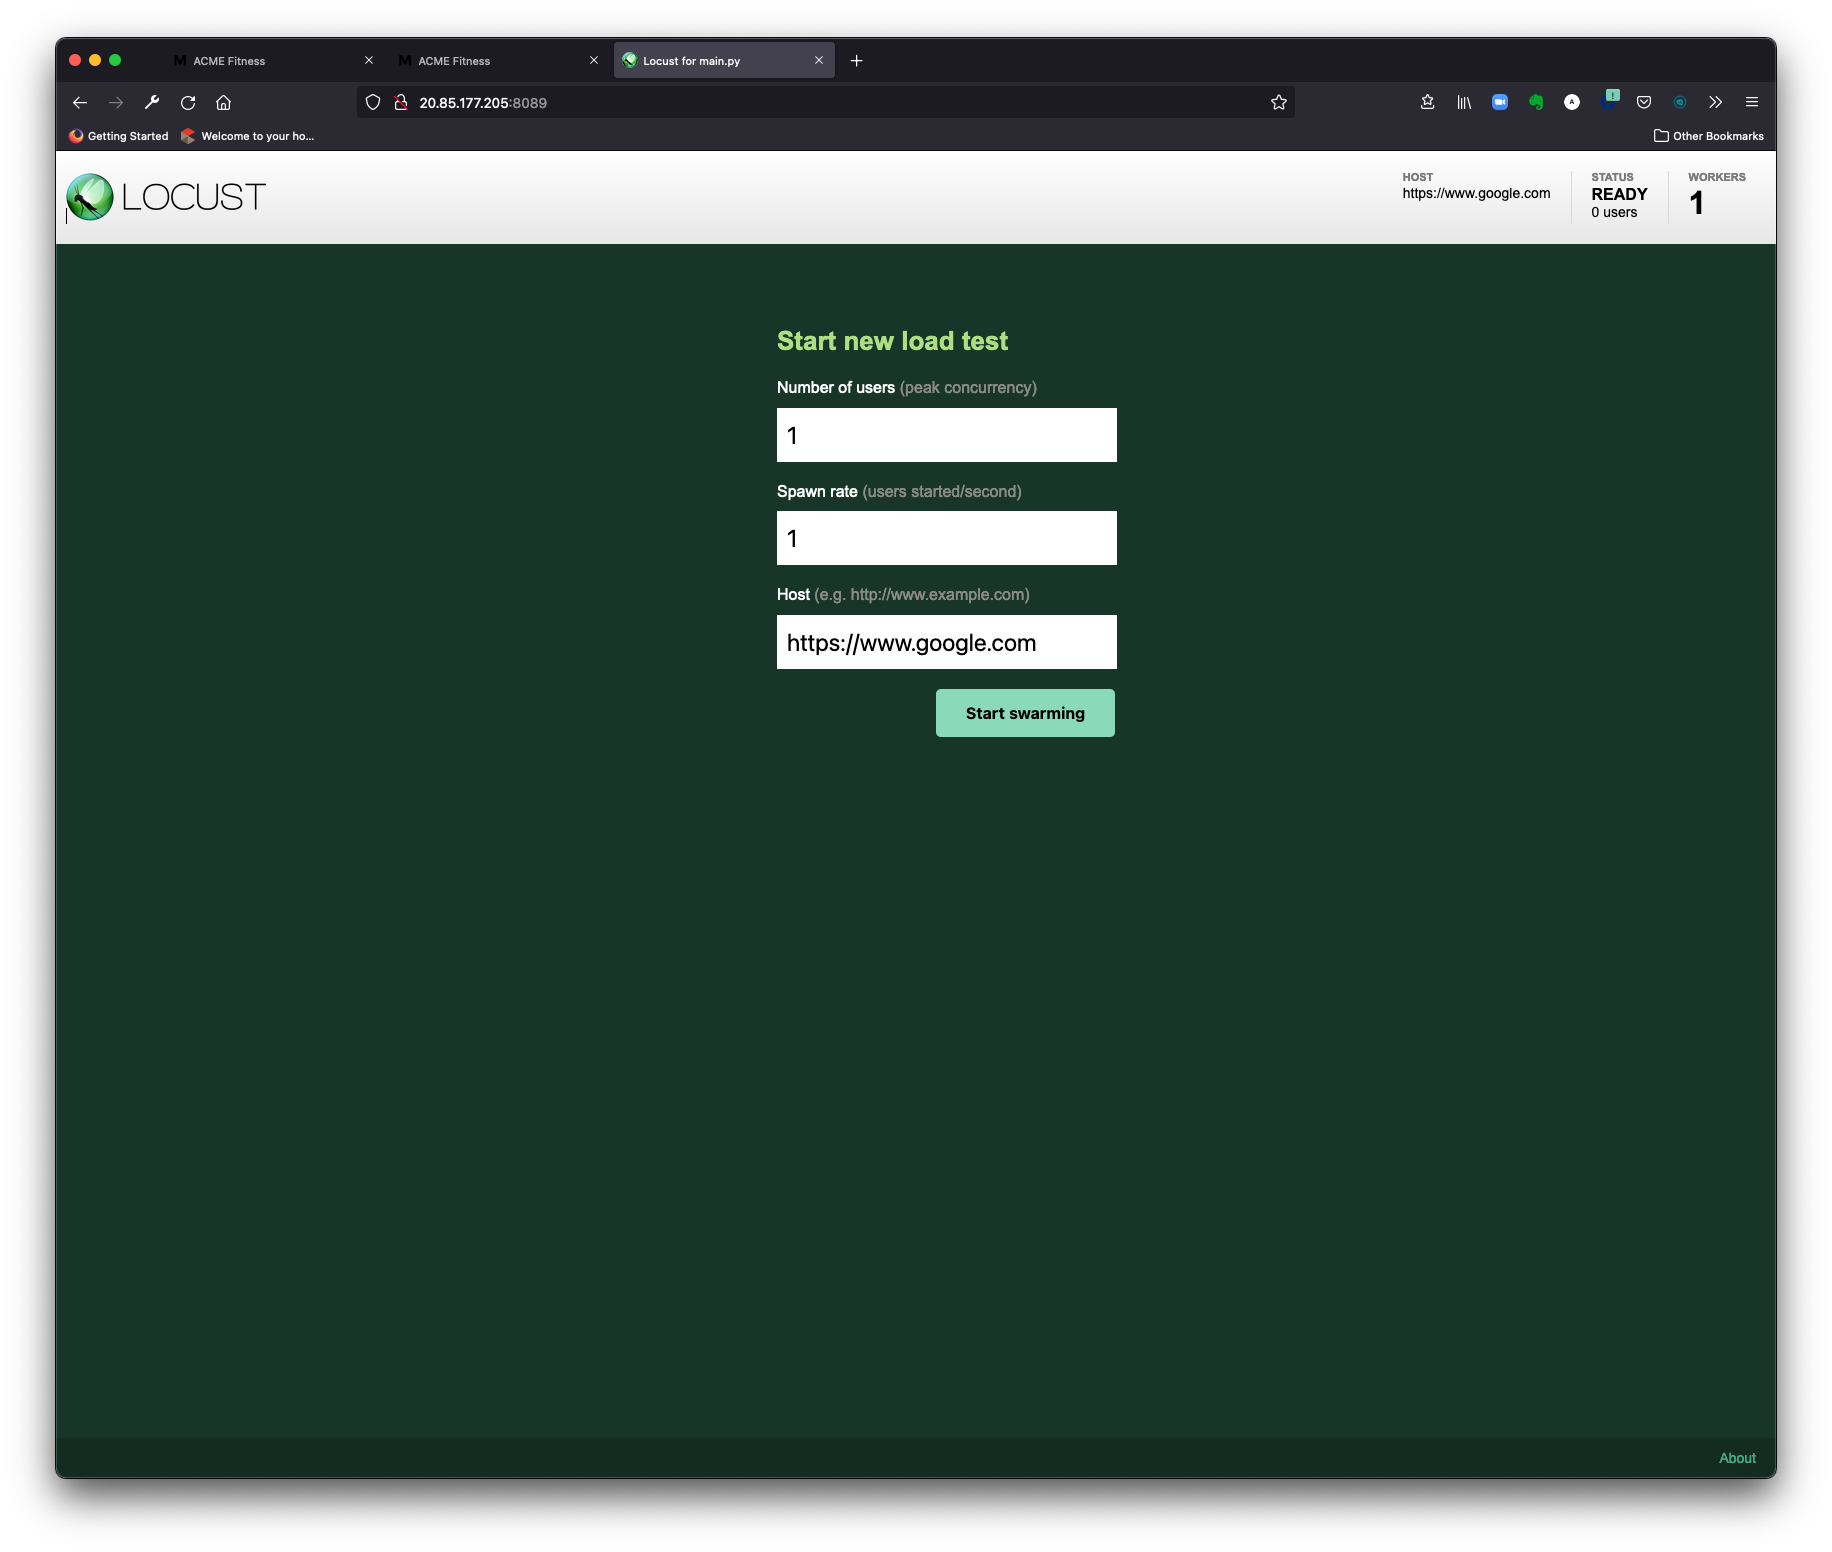 M ACME Fitness
M ACME Fitness
Locust for main.py
20.85.177.205:8089
Getting Started
Welcome to your ho...
Other Bookmarks
LOCUST
HOST
https://www.google.com
STATUS
READY
0 users
WORKERS
1
Start new load test
Number of users (peak concurrency)
1
Spawn rate (users started/second)
1
Host (e.g. http://www.example.com)
https://www.google.com
Start swarming
About